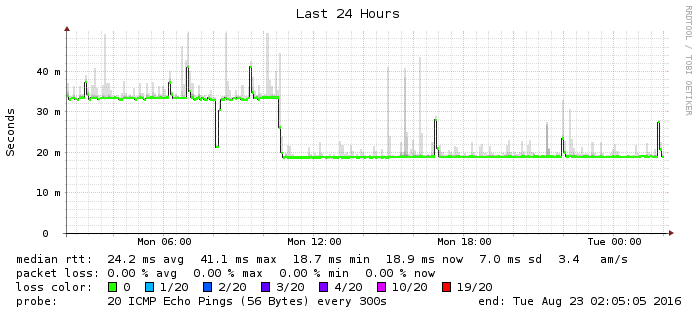 Last 24 Hours
RRDTOOL / TOBI OETIKER
Seconds
40 m
30 m
20 m
10 m
0
Mon 06:00 Mon 12:00 Mon 18:00 Tue 00:00
median rtt: 24.2 ms avg 41.1 ms max 18.7 ms min 18.9 ms now 7.0 ms sd 3.4 am/s
packet loss: 0.00 % avg 0.00 % max 0.00 % min 0.00 % now
loss color: 0 1/20 2/20 3/20 4/20 10/20 19/20
probe: 20 ICMP Echo Pings (56 Bytes) every 300s end: Tue Aug 23 02:05:05 2016